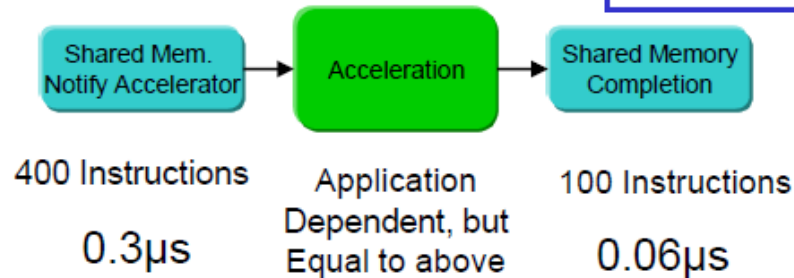 Shared Mem.
Notify Accelerator
Acceleration
Shared Memory
Completion
400 Instructions
0.3µs
Application
Dependent, but
Equal to above
100 Instructions
0.06µs